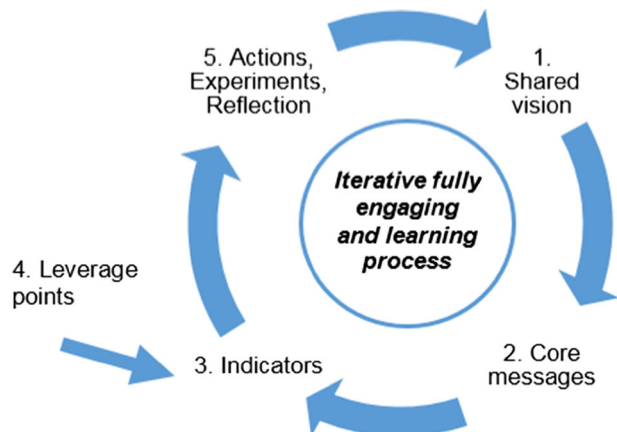 5. Actions,
Experiments,
Reflection
1.
Shared
vision
Iterative fully
engaging
and learning
process
4. Leverage
points
3. Indicators
2. Core
messages